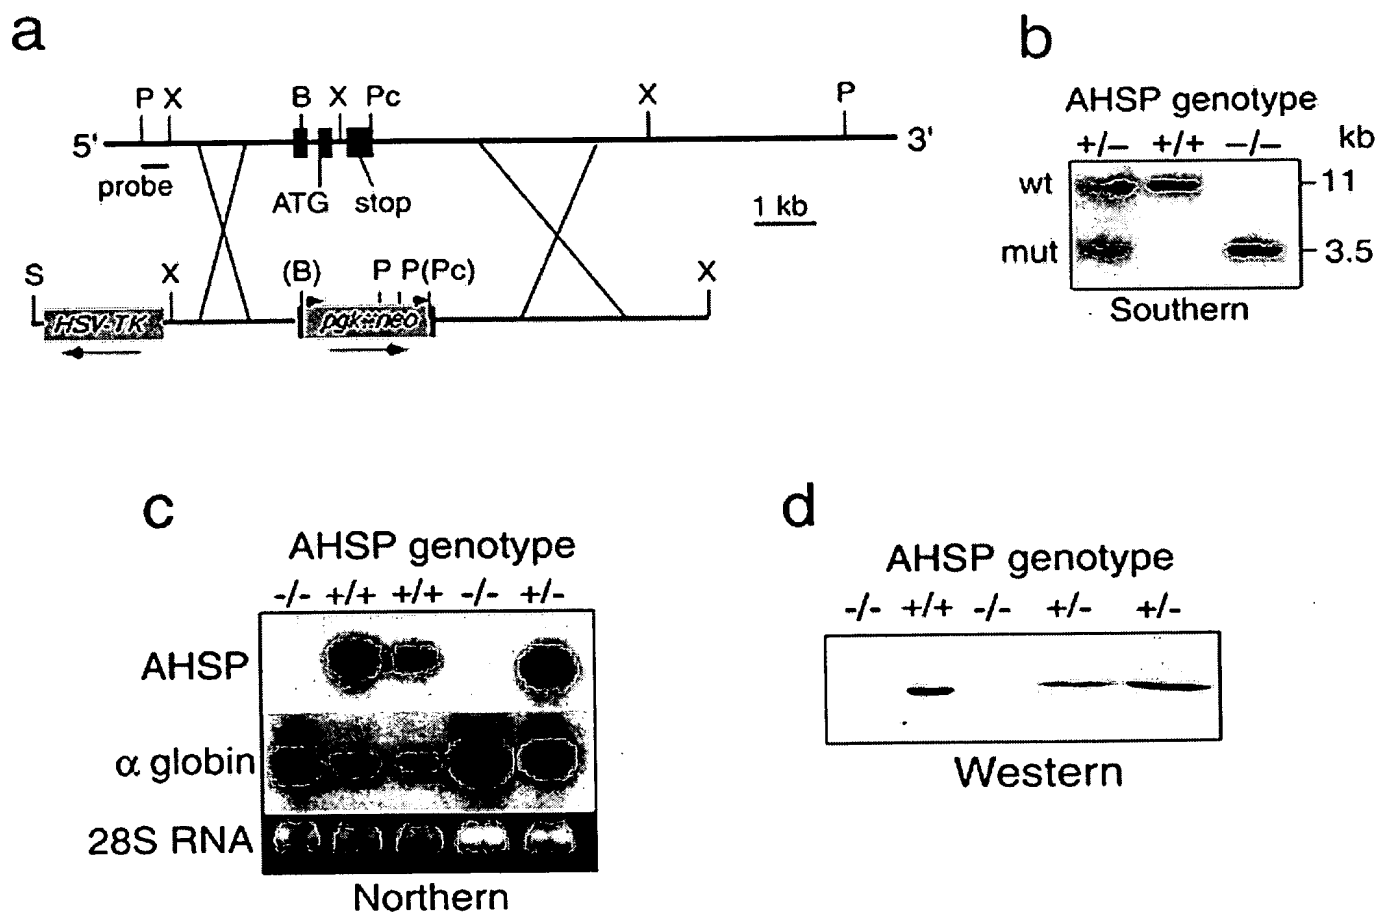 a
P X B X Pc X P
5' 3'
probe
ATG stop
1 kb
S X (B) P P(Pc) X
HSV-TK pgk::neo
b
AHSP genotype
+/– +/+ –/– kb
wt 11
mut 3.5
Southern
c
AHSP genotype
-/- +/+ +/+ -/- +/-
AHSP
α globin
28S RNA
Northern
d
AHSP genotype
-/- +/+ -/- +/- +/-
Western